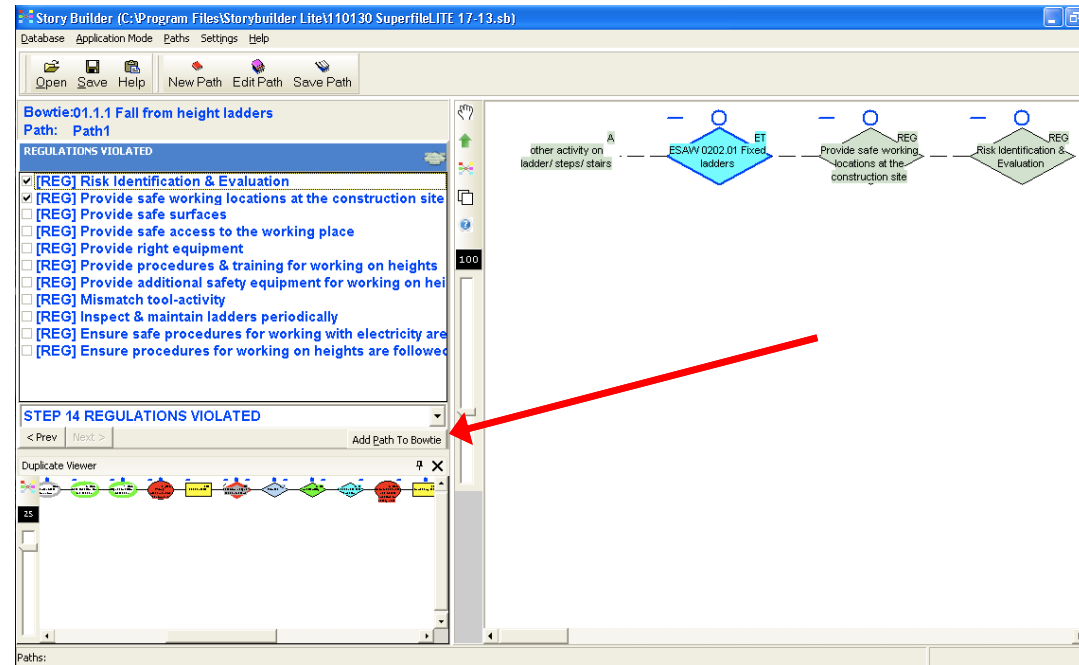 Story Builder (C:\Program Files\Storybuilder Lite\110130 SuperfileLITE 17-13.sb)
Database Application Mode Paths Settings Help
Open Save Help New Path Edit Path Save Path
Bowtie:01.1.1 Fall from height ladders
Path: Path1
REGULATIONS VIOLATED
[REG] Risk Identification & Evaluation
[REG] Provide safe working locations at the construction site
[REG] Provide safe surfaces
[REG] Provide safe access to the working place
[REG] Provide right equipment
[REG] Provide procedures & training for working on heights
[REG] Provide additional safety equipment for working on hei
[REG] Mismatch tool-activity
[REG] Inspect & maintain ladders periodically
[REG] Ensure safe procedures for working with electricity are
[REG] Ensure procedures for working on heights are followed
STEP 14 REGULATIONS VIOLATED
< Prev Next > Add Path To Bowtie
Duplicate Viewer
25
100
A
other activity on
ladder/ steps/ stairs
ET
ESAW 0202.01 Fixed
ladders
REG
Provide safe working
locations at the
construction site
REG
Risk Identification &
Evaluation
Paths: